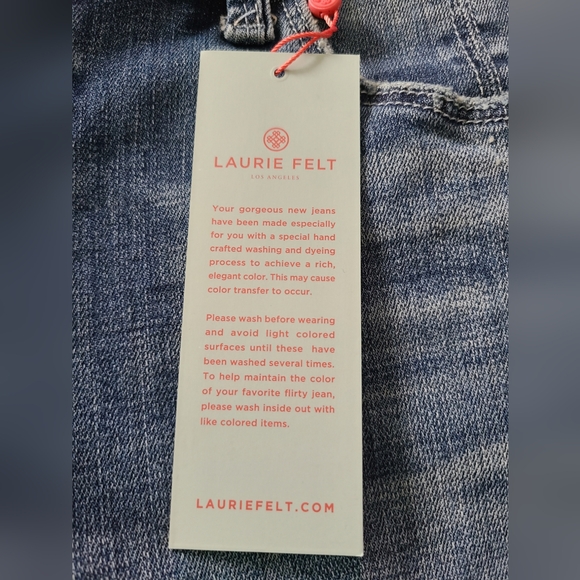 LAURIE FELT
LOS ANGELES
Your gorgeous new jeans
have been made especially
for you with a special hand
crafted washing and dyeing
process to achieve a rich,
elegant color. This may cause
color transfer to occur.
Please wash before wearing
and avoid light colored
surfaces until these have
been washed several times.
To help maintain the color
of your favorite flirty jean,
please wash inside out with
like colored items.
LAURIEFELT.COM